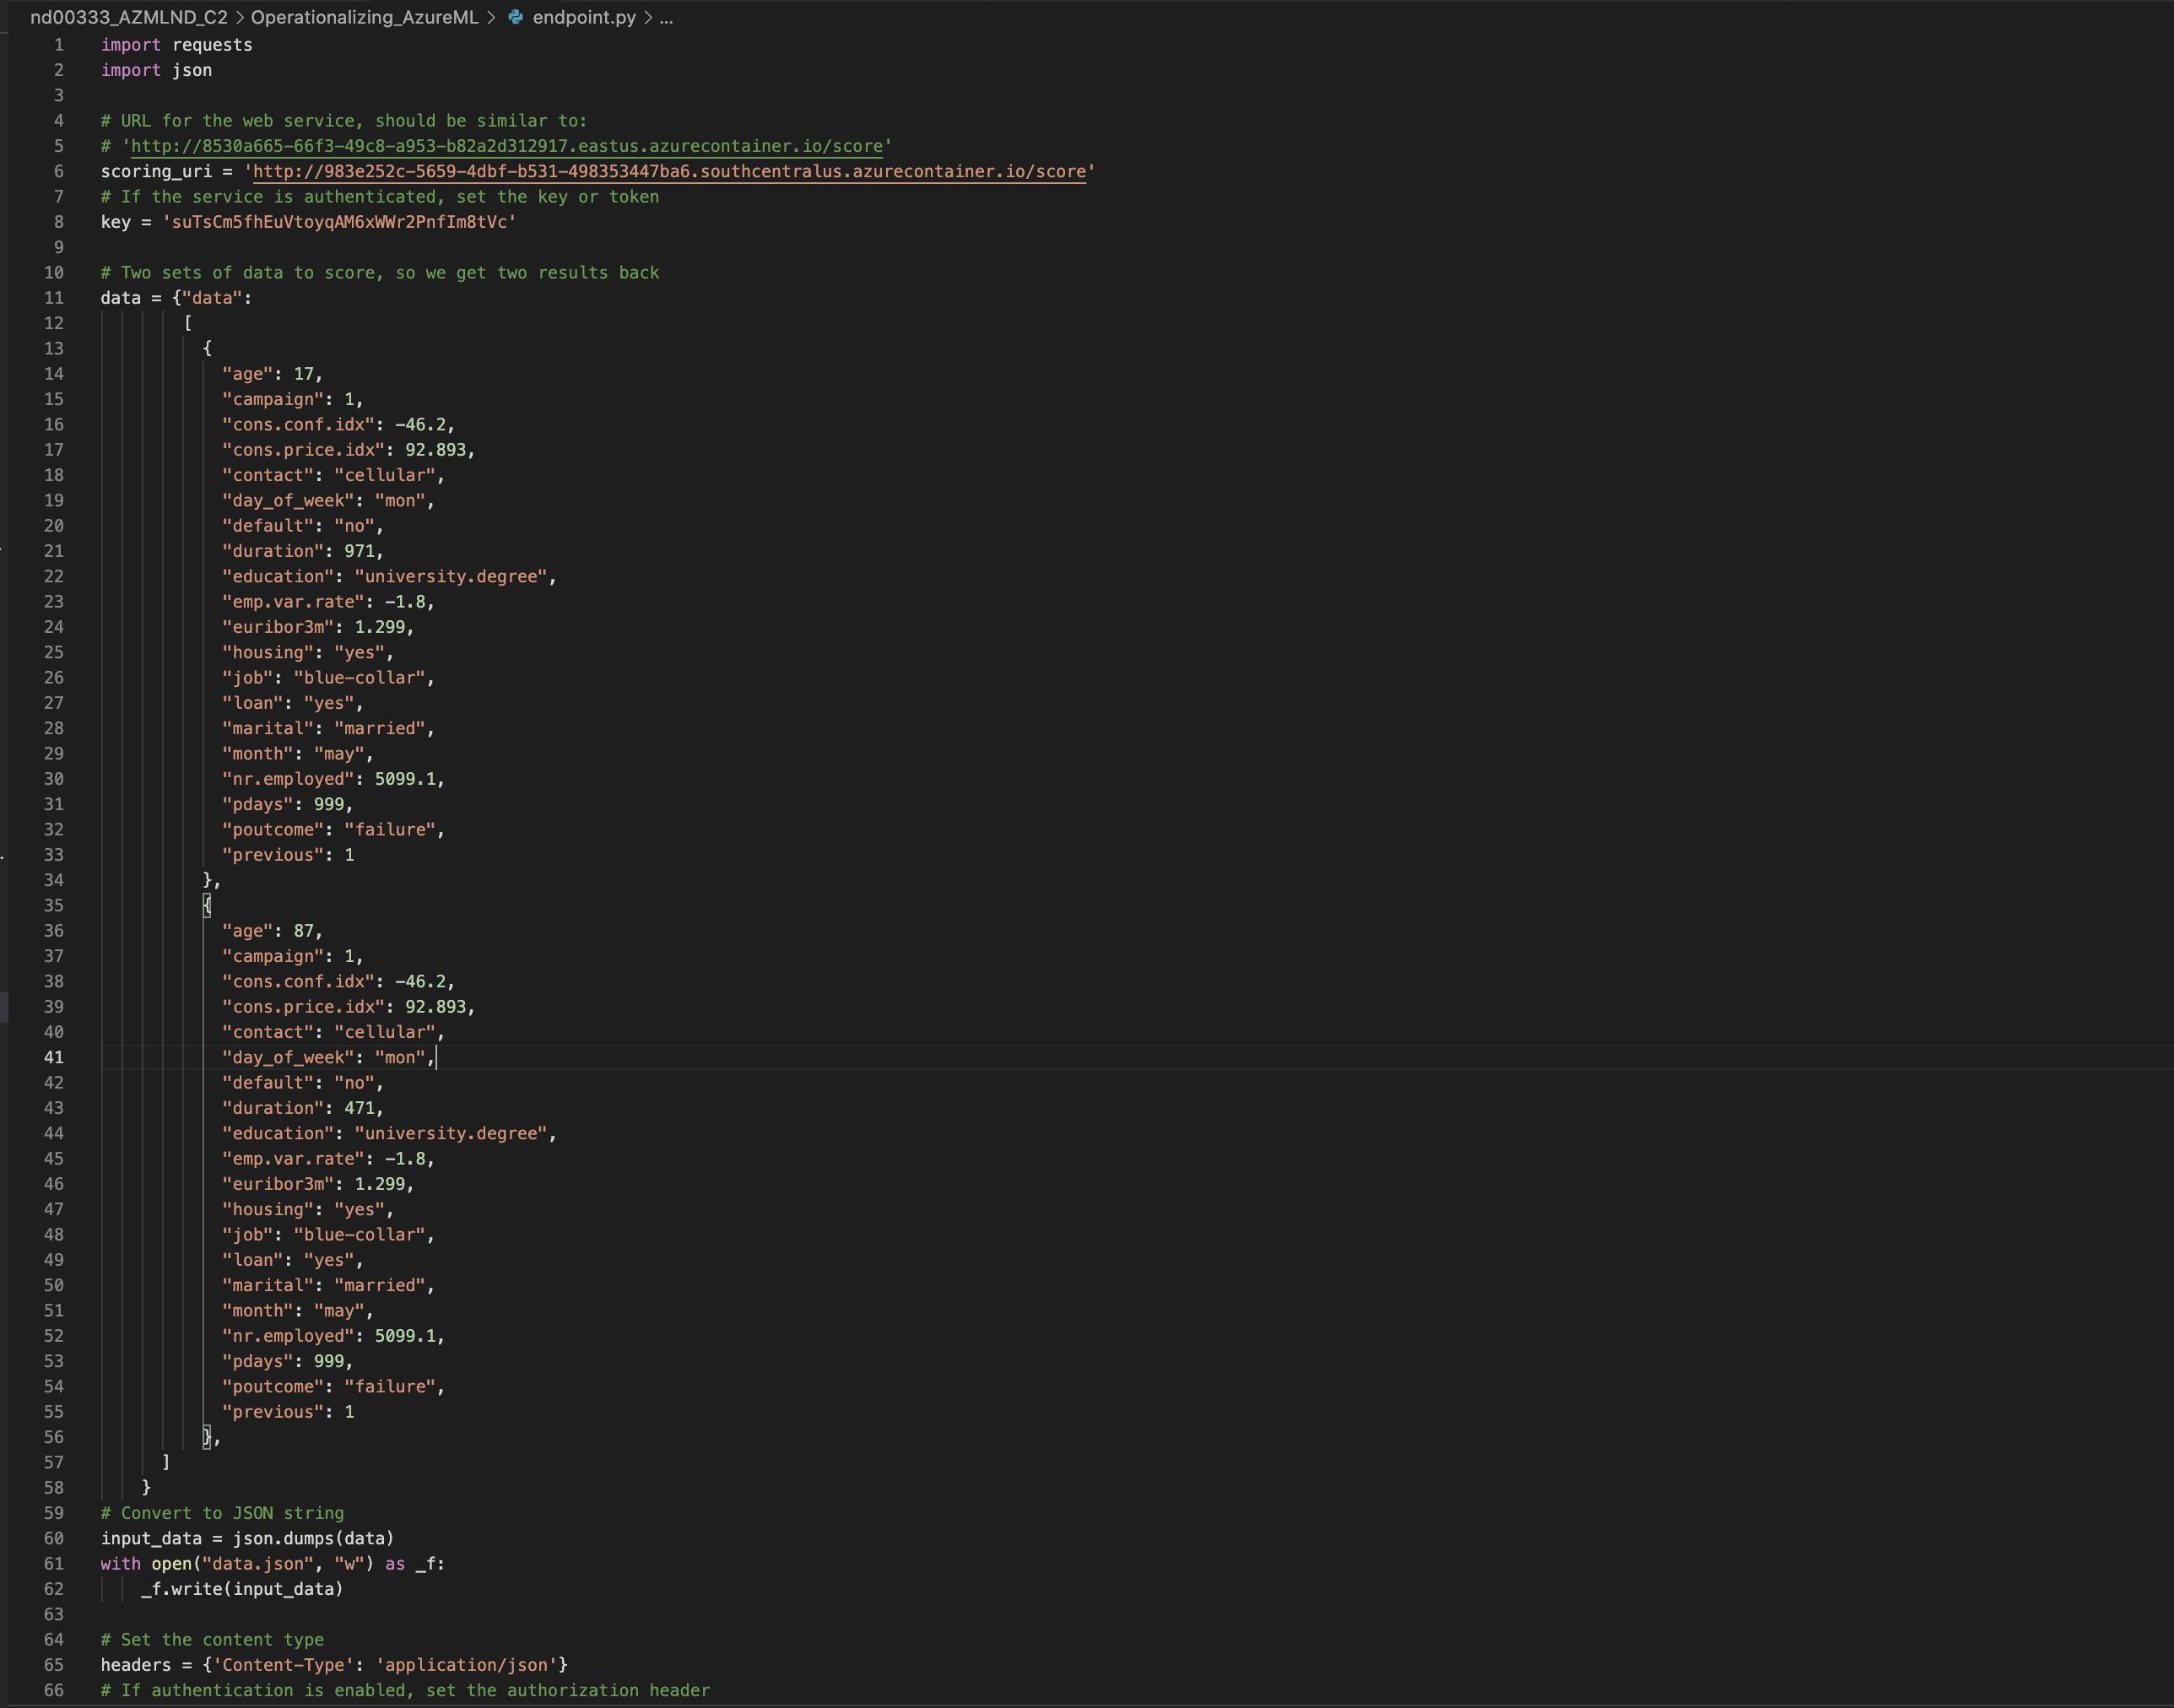 nd00333_AZMLND_C2 > Operationalizing_AzureML > endpoint.py > ...
1 import requests
2 import json
3
4 # URL for the web service, should be similar to:
5 # 'http://8530a665-66f3-49c8-a953-b82a2d312917.eastus.azurecontainer.io/score'
6 scoring_uri = 'http://983e252c-5659-4dbf-b531-498353447ba6.southcentralus.azurecontainer.io/score'
7 # If the service is authenticated, set the key or token
8 key = 'suTsCm5fhEuVtoyqAM6xWWr2PnfIm8tVc'
9
10 # Two sets of data to score, so we get two results back
11 data = {"data":
12 [
13 {
14 "age": 17,
15 "campaign": 1,
16 "cons.conf.idx": -46.2,
17 "cons.price.idx": 92.893,
18 "contact": "cellular",
19 "day_of_week": "mon",
20 "default": "no",
21 "duration": 971,
22 "education": "university.degree",
23 "emp.var.rate": -1.8,
24 "euribor3m": 1.299,
25 "housing": "yes",
26 "job": "blue-collar",
27 "loan": "yes",
28 "marital": "married",
29 "month": "may",
30 "nr.employed": 5099.1,
31 "pdays": 999,
32 "poutcome": "failure",
33 "previous": 1
34 },
35 {
36 "age": 87,
37 "campaign": 1,
38 "cons.conf.idx": -46.2,
39 "cons.price.idx": 92.893,
40 "contact": "cellular",
41 "day_of_week": "mon",
42 "default": "no",
43 "duration": 471,
44 "education": "university.degree",
45 "emp.var.rate": -1.8,
46 "euribor3m": 1.299,
47 "housing": "yes",
48 "job": "blue-collar",
49 "loan": "yes",
50 "marital": "married",
51 "month": "may",
52 "nr.employed": 5099.1,
53 "pdays": 999,
54 "poutcome": "failure",
55 "previous": 1
56 },
57 ]
58 }
59 # Convert to JSON string
60 input_data = json.dumps(data)
61 with open("data.json", "w") as _f:
62 _f.write(input_data)
63
64 # Set the content type
65 headers = {'Content-Type': 'application/json'}
66 # If authentication is enabled, set the authorization header